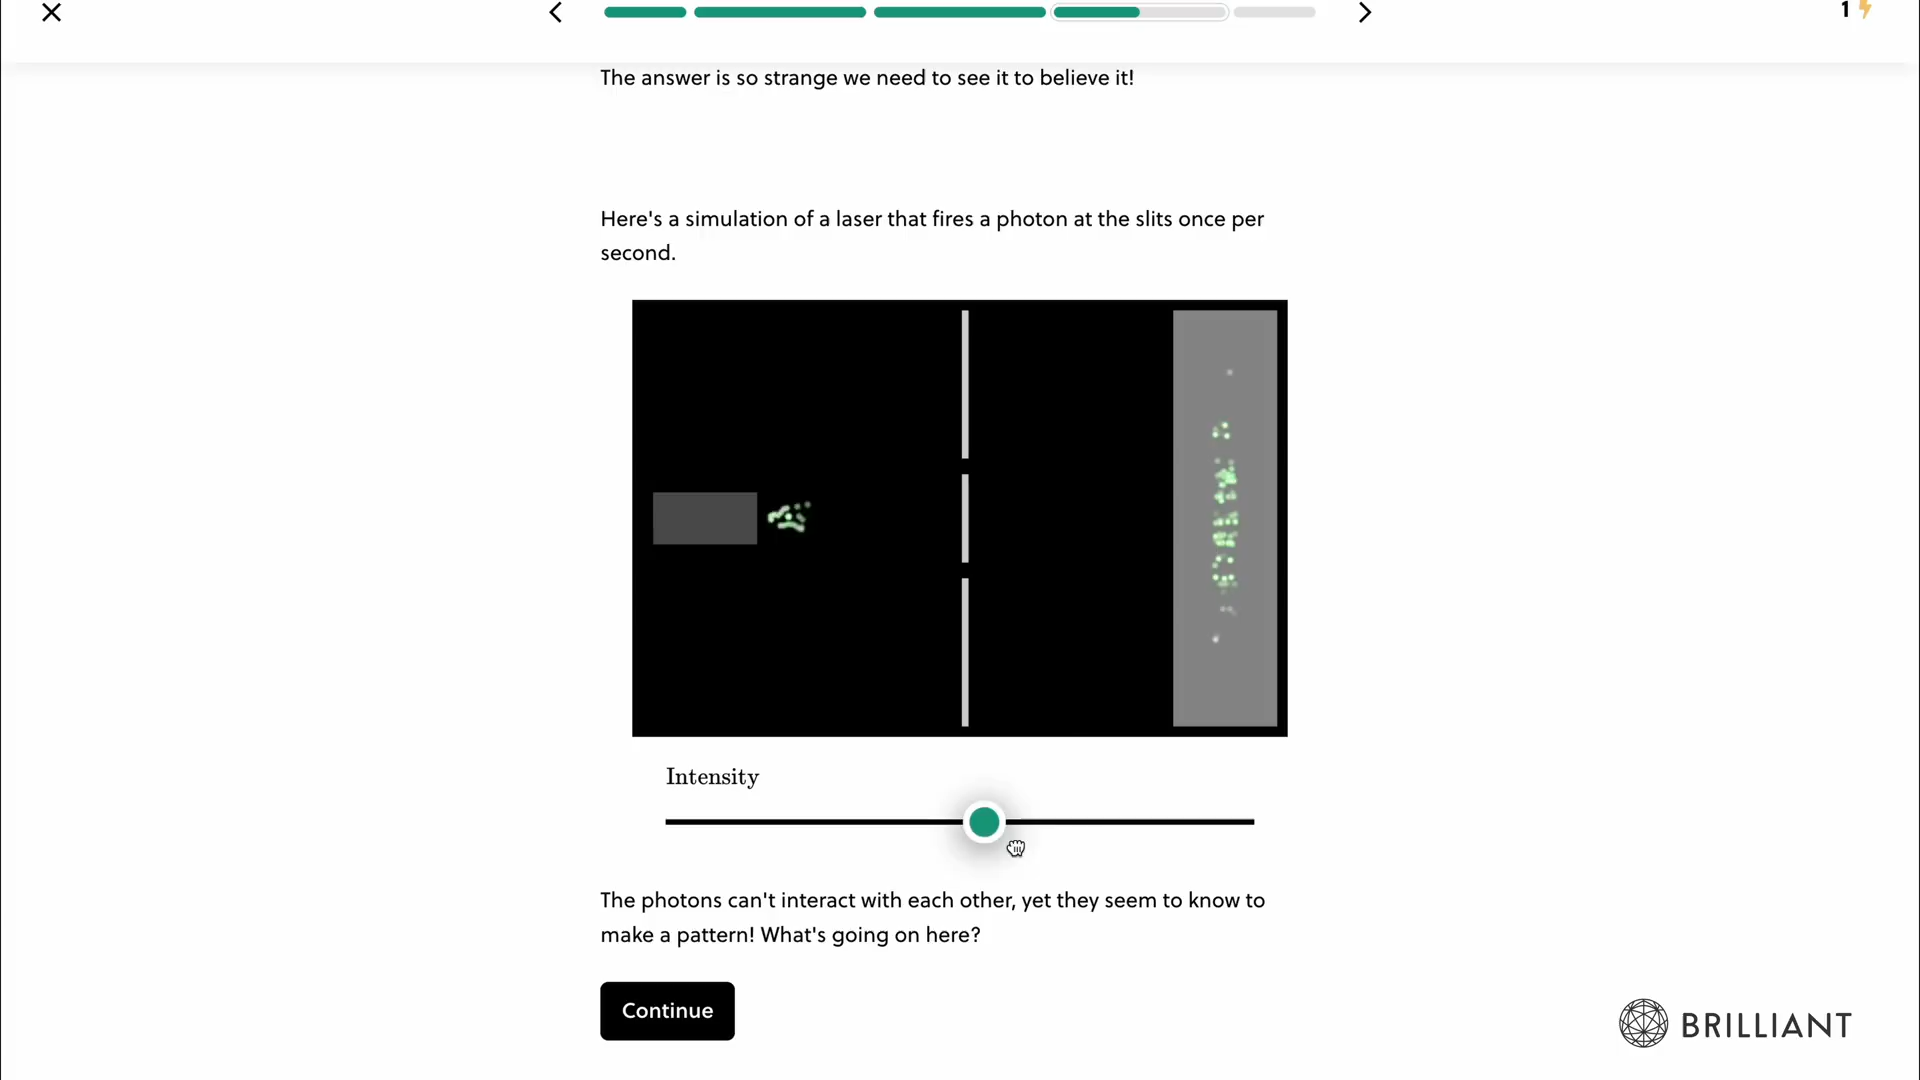 1
The answer is so strange we need to see it to believe it!
Here's a simulation of a laser that fires a photon at the slits once per
second.
Intensity
The photons can't interact with each other, yet they seem to know to
make a pattern! What's going on here?
Continue
BRILLIANT